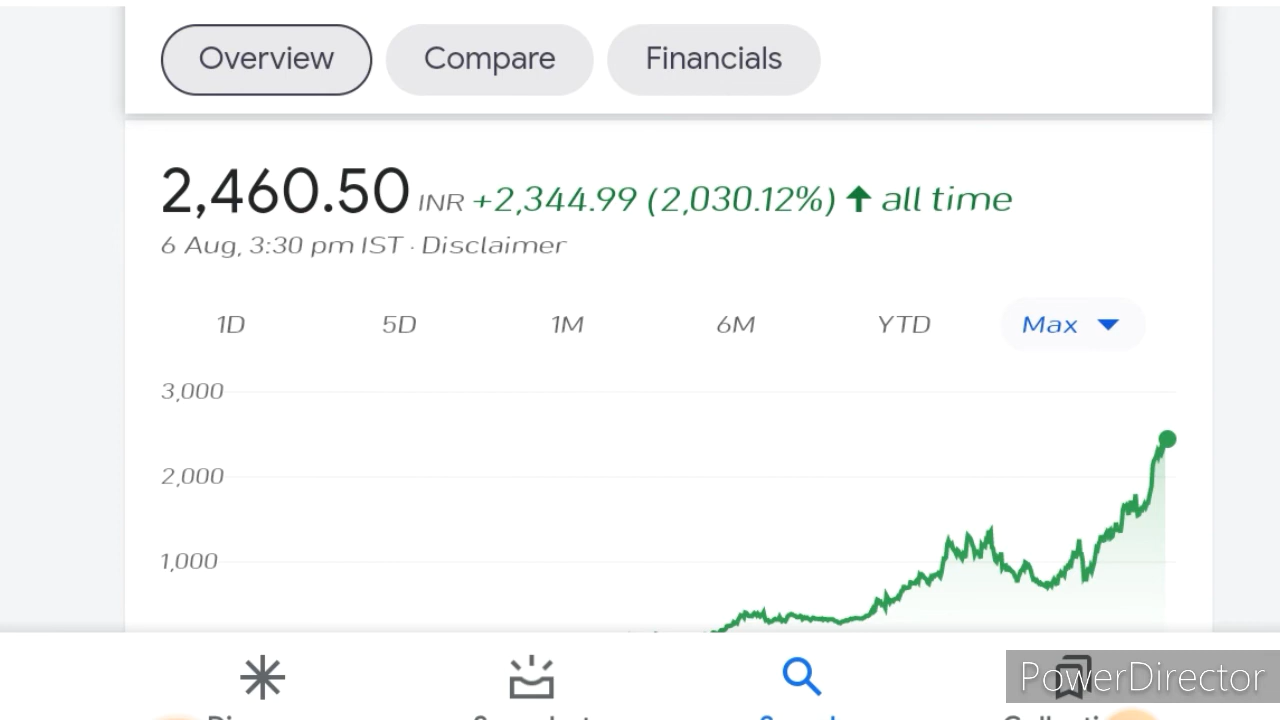 Overview Compare Financials
2,460.50 INR +2,344.99 (2,030.12%) all time
6 Aug, 3:30 pm IST · Disclaimer
1D 5D 1M 6M YTD Max
3,000
2,000
1,000
PowerDirector